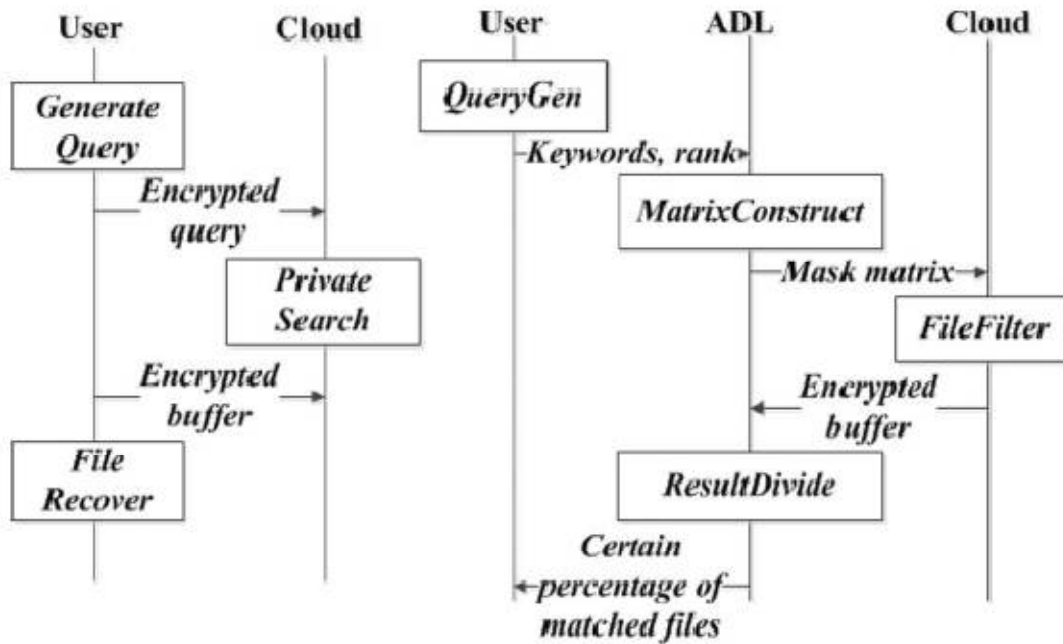 User
Cloud
Generate
Query
Encrypted
query
Private
Search
Encrypted
buffer
File
Recover
User
ADL
Cloud
QueryGen
Keywords, rank
MatrixConstruct
Mask matrix
FileFilter
Encrypted
buffer
ResultDivide
Certain
percentage of
matched files